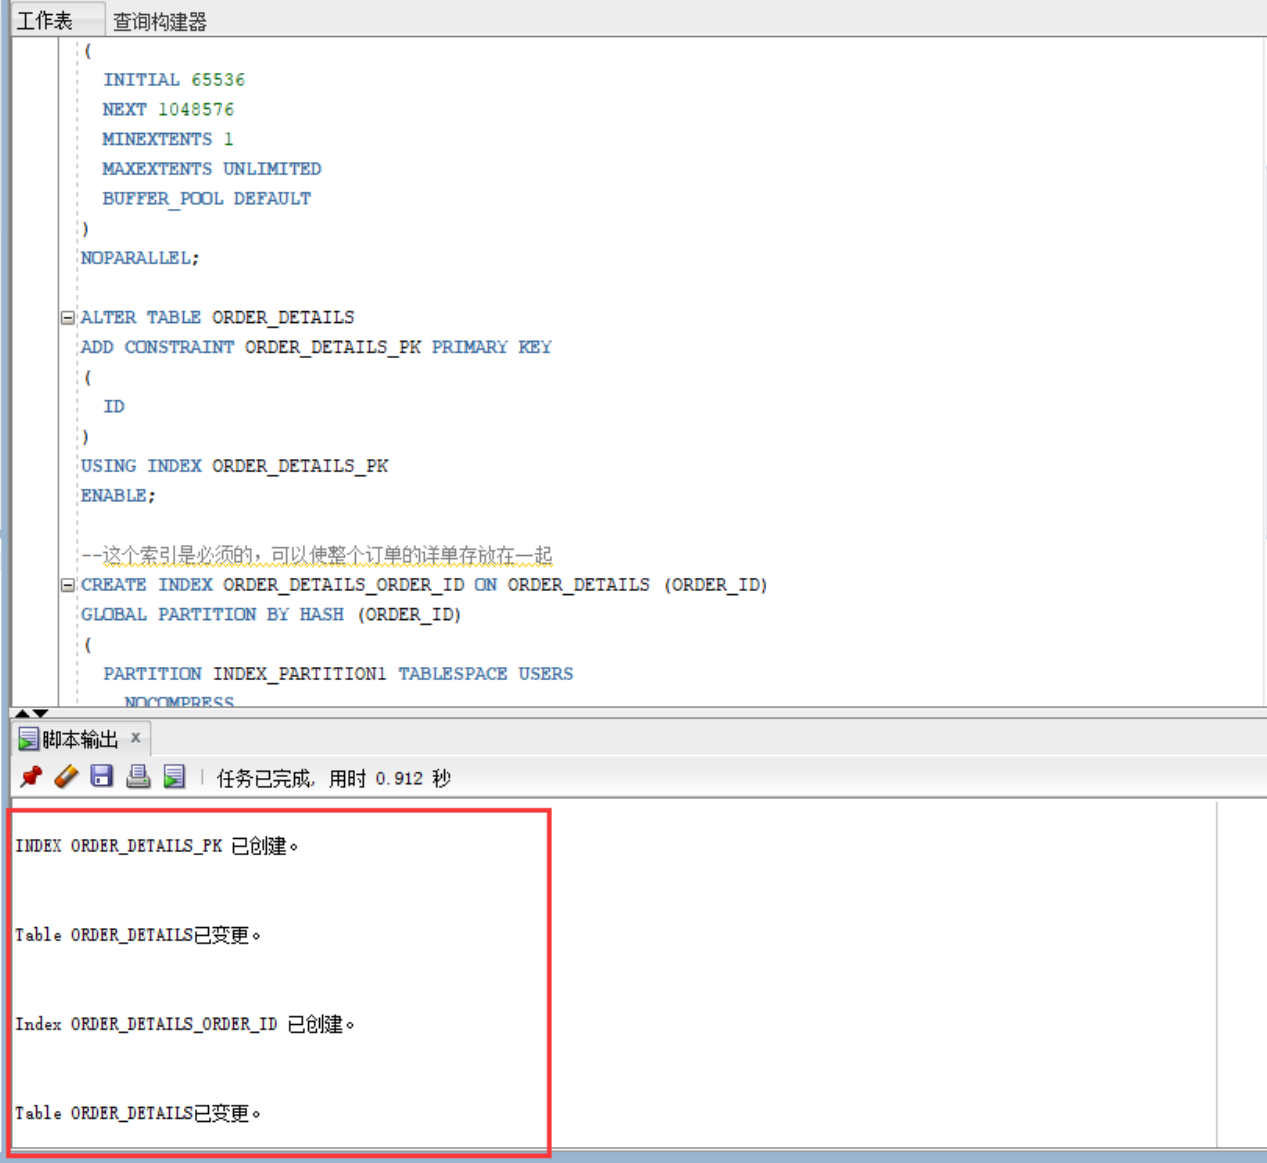 工作表 查询构建器
(
INITIAL 65536
NEXT 1048576
MINEXTENTS 1
MAXEXTENTS UNLIMITED
BUFFER_POOL DEFAULT
)
NOPARALLEL;
ALTER TABLE ORDER_DETAILS
ADD CONSTRAINT ORDER_DETAILS_PK PRIMARY KEY
(
ID
)
USING INDEX ORDER_DETAILS_PK
ENABLE;
--这个索引是必须的，可以使整个订单的详单存放在一起
CREATE INDEX ORDER_DETAILS_ORDER_ID ON ORDER_DETAILS (ORDER_ID)
GLOBAL PARTITION BY HASH (ORDER_ID)
(
PARTITION INDEX_PARTITION1 TABLESPACE USERS
NOCOMPRESS
脚本输出 x
任务已完成, 用时 0.912 秒
INDEX ORDER_DETAILS_PK 已创建。
Table ORDER_DETAILS已变更。
Index ORDER_DETAILS_ORDER_ID 已创建。
Table ORDER_DETAILS已变更。